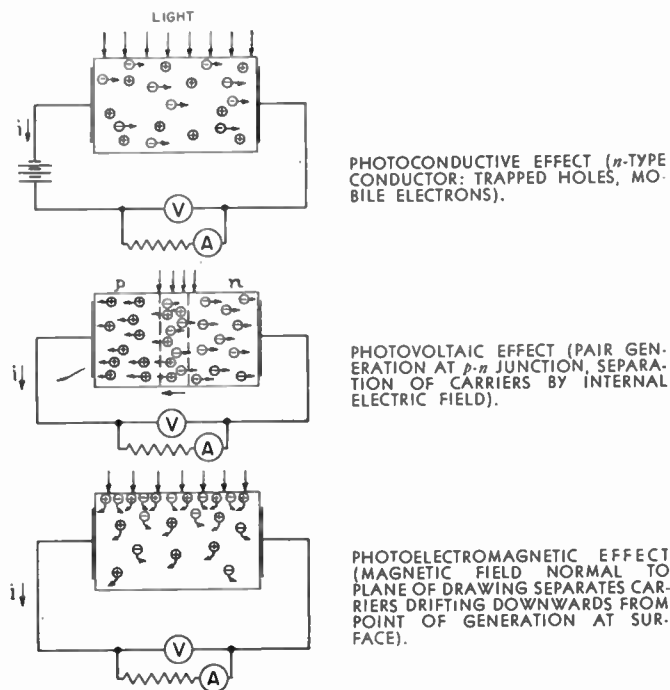 LIGHT
i
V
A
PHOTOCONDUCTIVE EFFECT (n-TYPE
CONDUCTOR: TRAPPED HOLES, MO-
BILE ELECTRONS).
p n
i
V
A
PHOTOVOLTAIC EFFECT (PAIR GEN-
ERATION AT p-n JUNCTION, SEPARA-
TION OF CARRIERS BY INTERNAL
ELECTRIC FIELD).
i
V
A
PHOTOELECTROMAGNETIC EFFECT
(MAGNETIC FIELD NORMAL TO
PLANE OF DRAWING SEPARATES CAR-
RIERS DRIFTING DOWNWARDS FROM
POINT OF GENERATION AT SUR-
FACE).